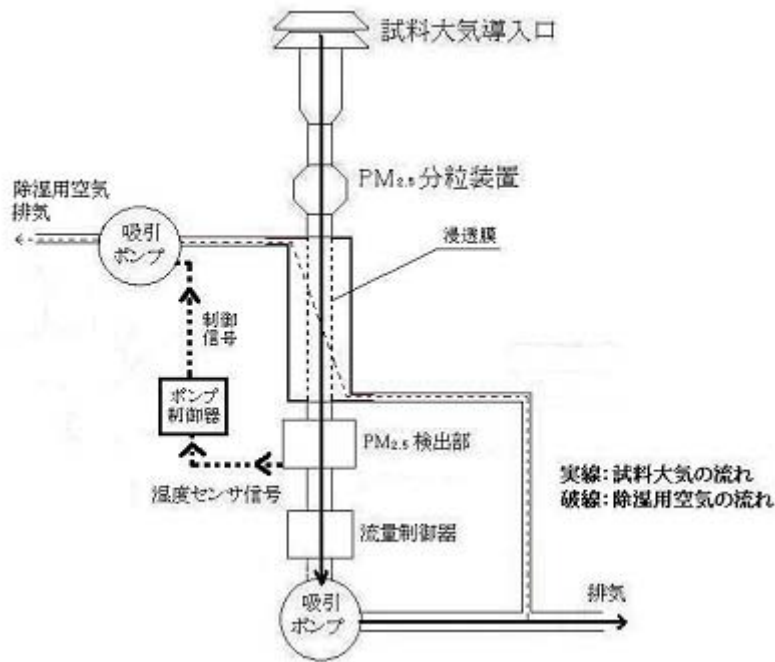 試料大気導入口
PM2.5分粒装置
除湿用空気
排気
吸引
ポンプ
浸透膜
制御
信号
ポンプ
制御器
PM2.5検出部
湿度センサ信号
実線:試料大気の流れ
破線:除湿用空気の流れ
流量制御器
吸引
ポンプ
排気